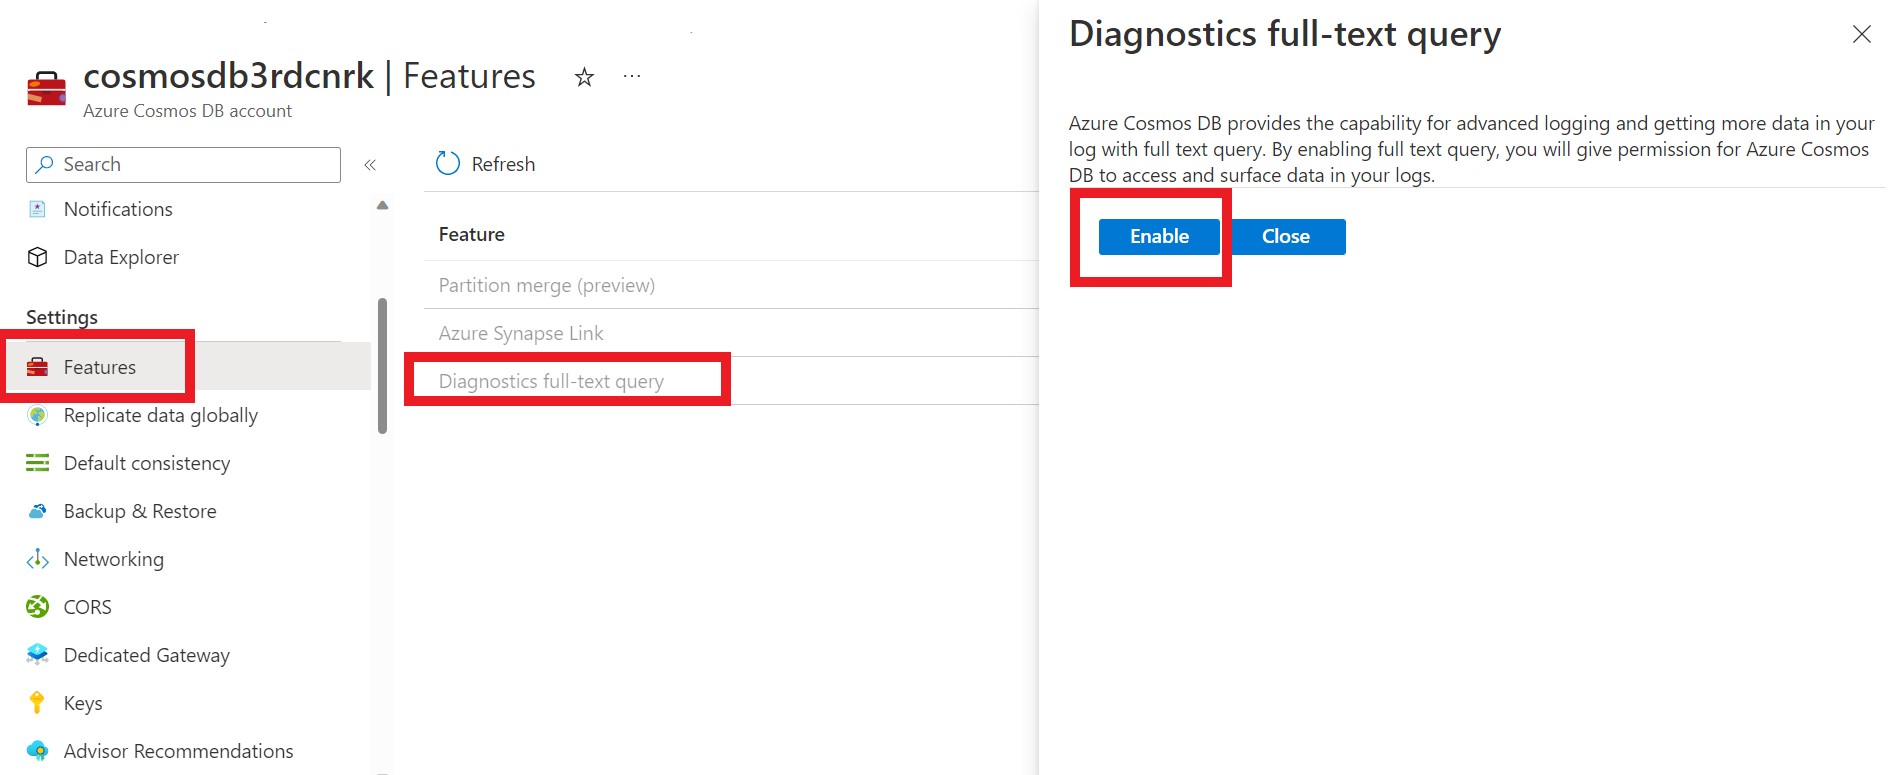 cosmosdb3rdcnrk | Features
Azure Cosmos DB account
Search
Notifications
Data Explorer
Settings
Features
Replicate data globally
Default consistency
Backup & Restore
Networking
CORS
Dedicated Gateway
Keys
Advisor Recommendations
Refresh
Feature
Partition merge (preview)
Azure Synapse Link
Diagnostics full-text query
Diagnostics full-text query
Azure Cosmos DB provides the capability for advanced logging and getting more data in your
log with full text query. By enabling full text query, you will give permission for Azure Cosmos
DB to access and surface data in your logs.
Enable
Close